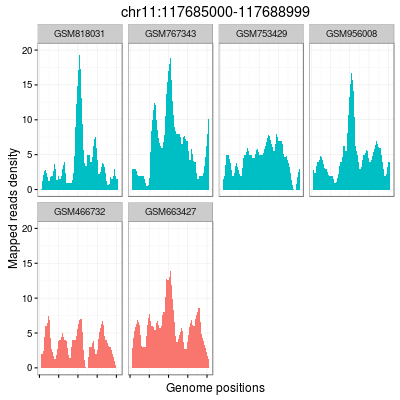 chr11:117685000-117688999
GSM818031 GSM767343 GSM753429 GSM956008
20
15
10
5
0
GSM466732 GSM663427
20
15
10
5
0
Mapped reads density
Genome positions